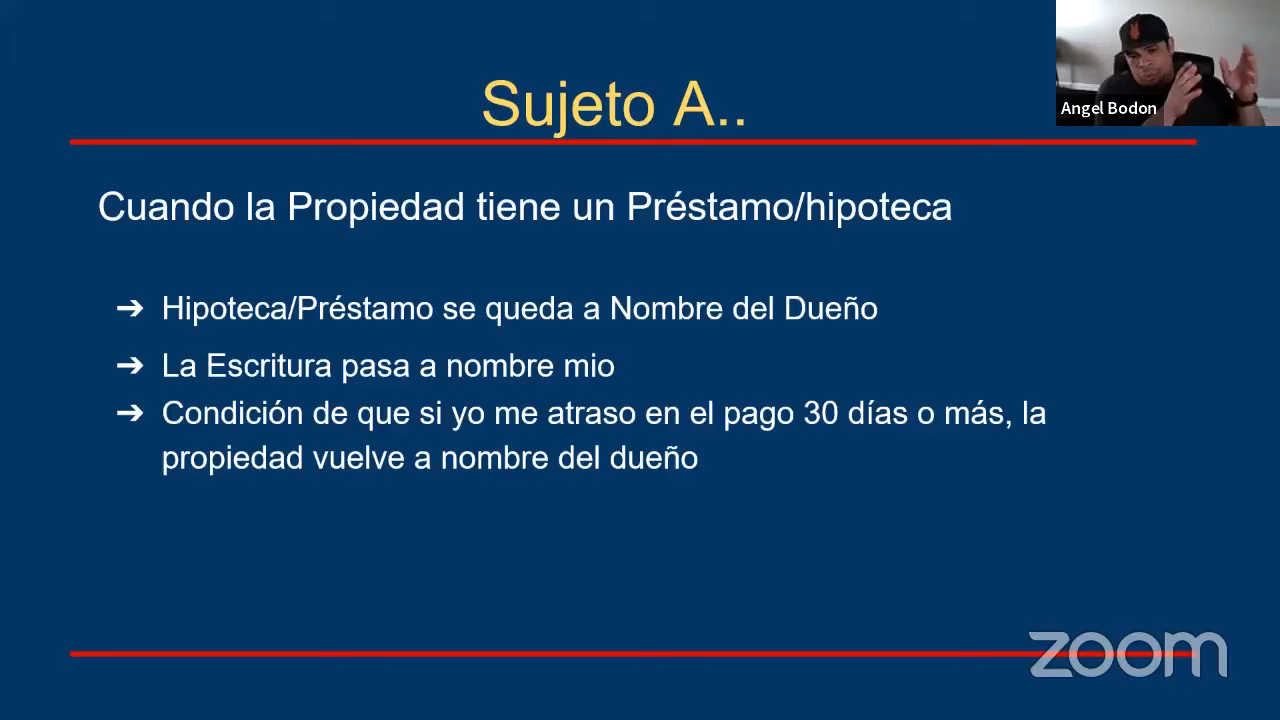 Sujeto A..
Angel Bodon
Cuando la Propiedad tiene un Préstamo/hipoteca
➔ Hipoteca/Préstamo se queda a Nombre del Dueño
➔ La Escritura pasa a nombre mio
➔ Condición de que si yo me atraso en el pago 30 días o más, la
propiedad vuelve a nombre del dueño
zoom